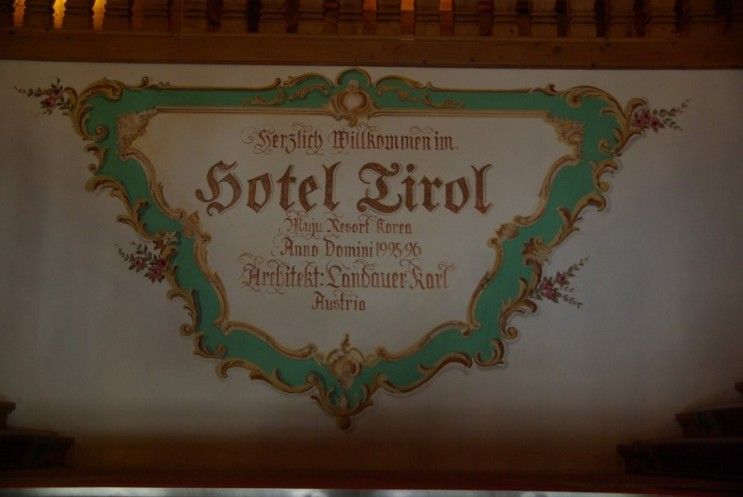 Herzlich Willkommen im
Hotel Tirol
Muju Resort Korea
Anno Domini 1995-96
Architekt: Landauer Karl
Austria